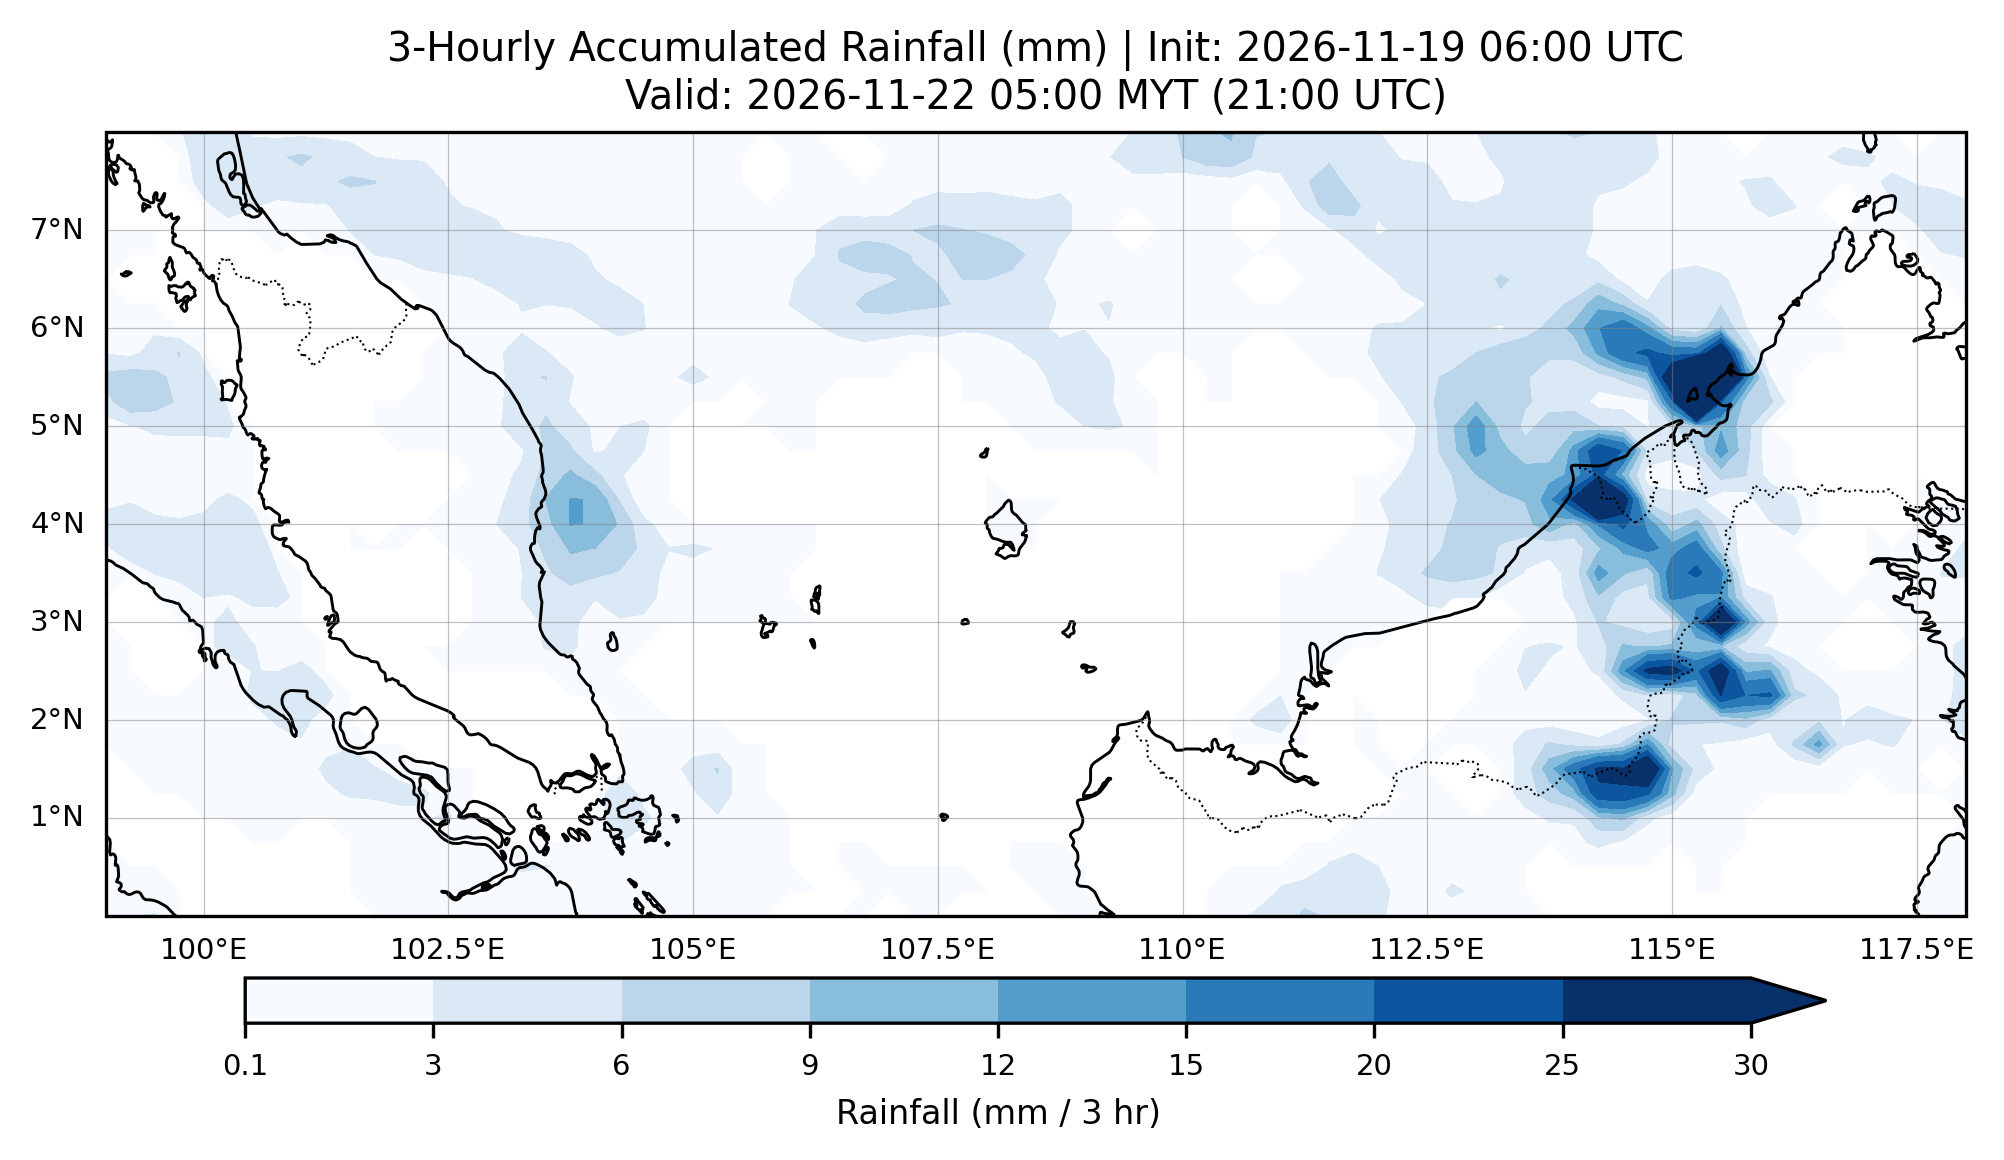 3-Hourly Accumulated Rainfall (mm) | Init: 2026-11-19 06:00 UTC
Valid: 2026-11-22 05:00 MYT (21:00 UTC)
7°N
6°N
5°N
4°N
3°N
2°N
1°N
100°E 102.5°E 105°E 107.5°E 110°E 112.5°E 115°E 117.5°E
0.1 3 6 9 12 15 20 25 30
Rainfall (mm / 3 hr)